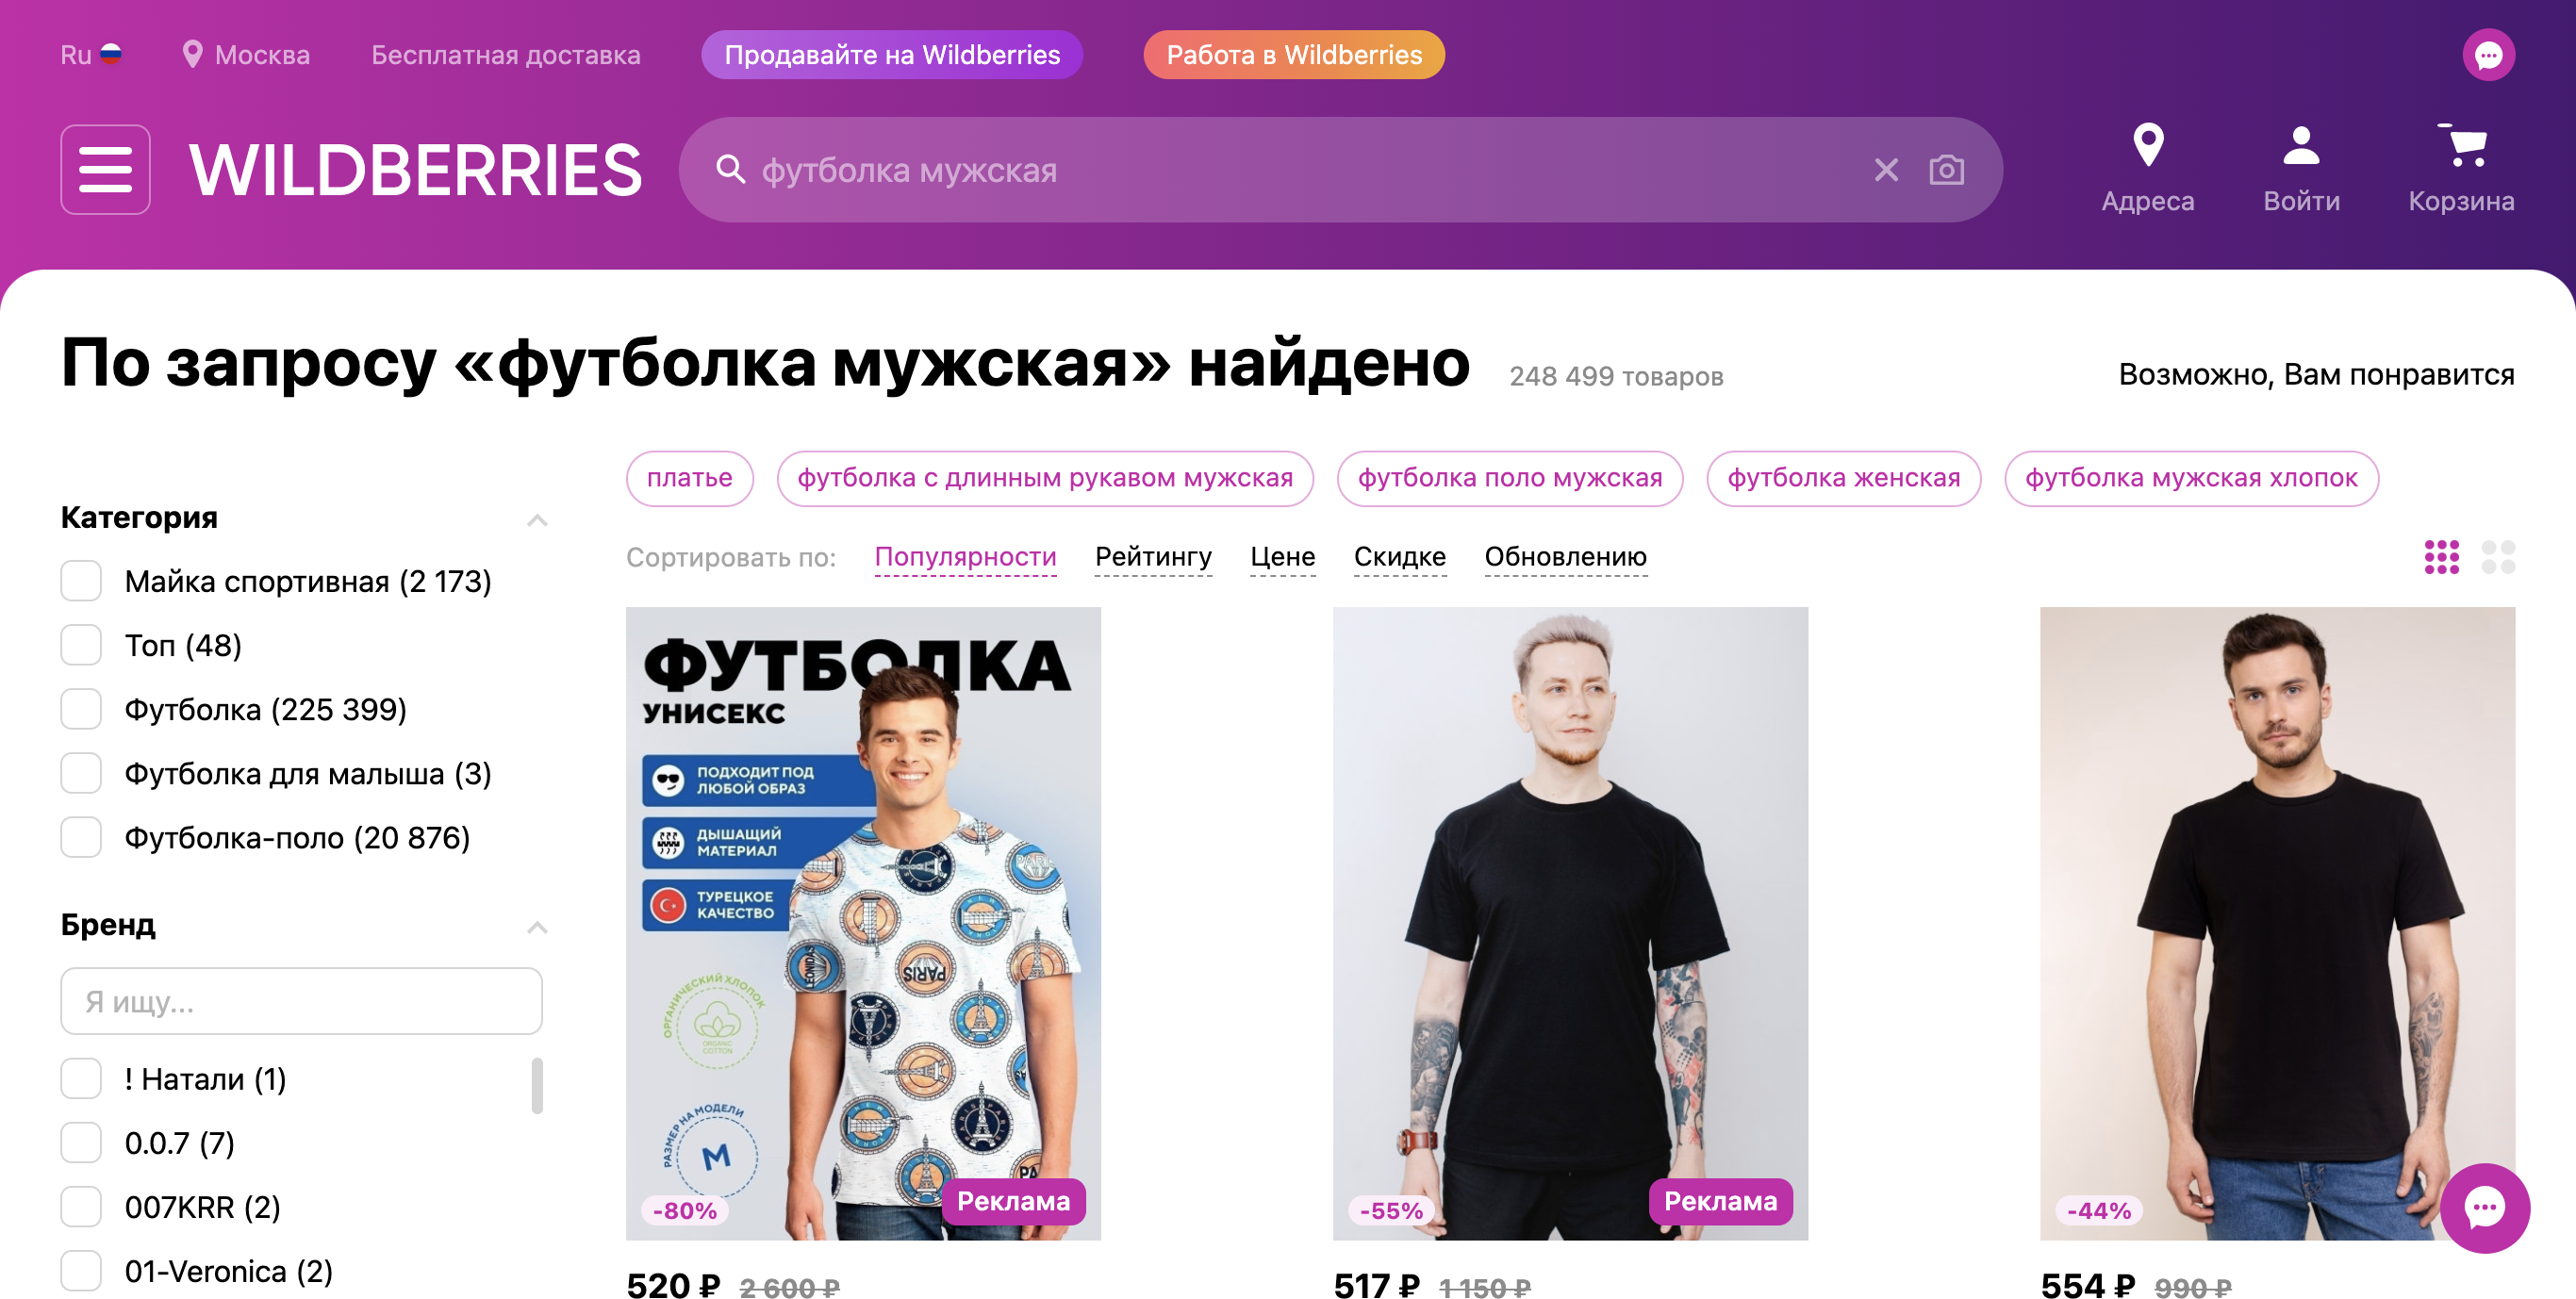 Ru
Москва
Бесплатная доставка
Продавайте на Wildberries
Работа в Wildberries
WILDBERRIES
футболка мужская
Адреса
Войти
Корзина
По запросу «футболка мужская» найдено
248 499 товаров
Возможно, Вам понравится
платье
футболка с длинным рукавом мужская
футболка поло мужская
футболка женская
футболка мужская хлопок
Категория
Майка спортивная (2 173)
Топ (48)
Футболка (225 399)
Футболка для малыша (3)
Футболка-поло (20 876)
Бренд
Я ищу...
! Натали (1)
0.0.7 (7)
007KRR (2)
01-Veronica (2)
Сортировать по:
Популярности
Рейтингу
Цене
Скидке
Обновлению
ФУТБОЛКА
УНИСЕКС
ПОДХОДИТ ПОД
ЛЮБОЙ ОБРАЗ
ДЫШАЩИЙ
МАТЕРИАЛ
ТУРЕЦКОЕ
КАЧЕСТВО
ОРГАНИЧЕСКИЙ ХЛОПОК
ORGANIC
COTTON
РАЗМЕР НА МОДЕЛИ
M
PARIS
PARIS
-80%
Реклама
520 ₽
2 600 ₽
-55%
Реклама
517 ₽
1 150 ₽
-44%
554 ₽
990 ₽